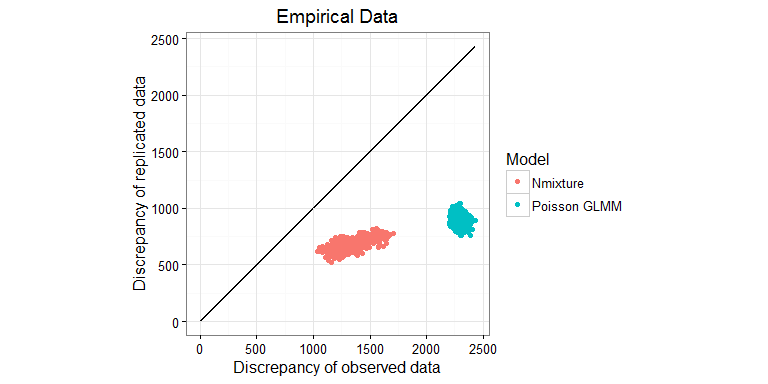 Empirical Data
Discrepancy of replicated data
2500
2000
1500
1000
500
0
0 500 1000 1500 2000 2500
Discrepancy of observed data
Model
Nmixture
Poisson GLMM